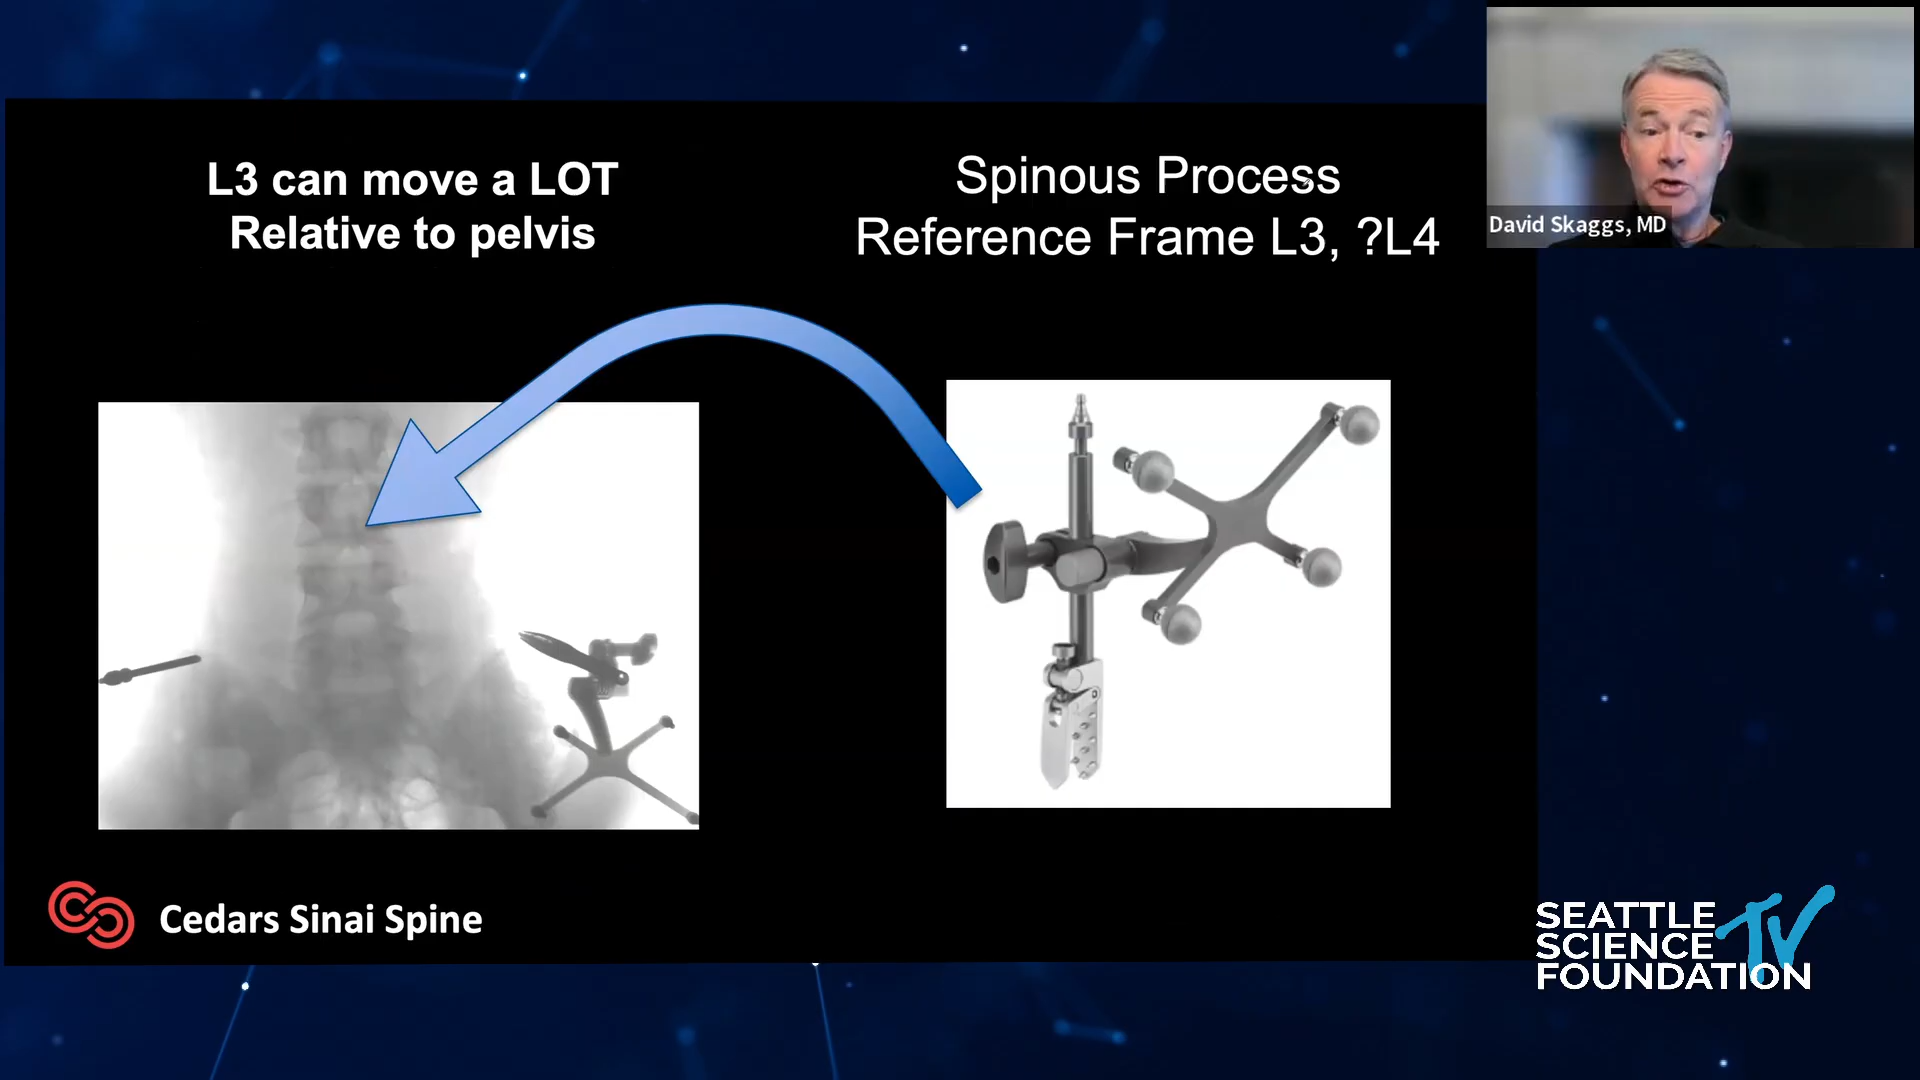 L3 can move a LOT
Relative to pelvis
Spinous Process
Reference Frame L3, ?L4
David Skaggs, MD
Cedars Sinai Spine
SEATTLE
SCIENCE
FOUNDATION
TV